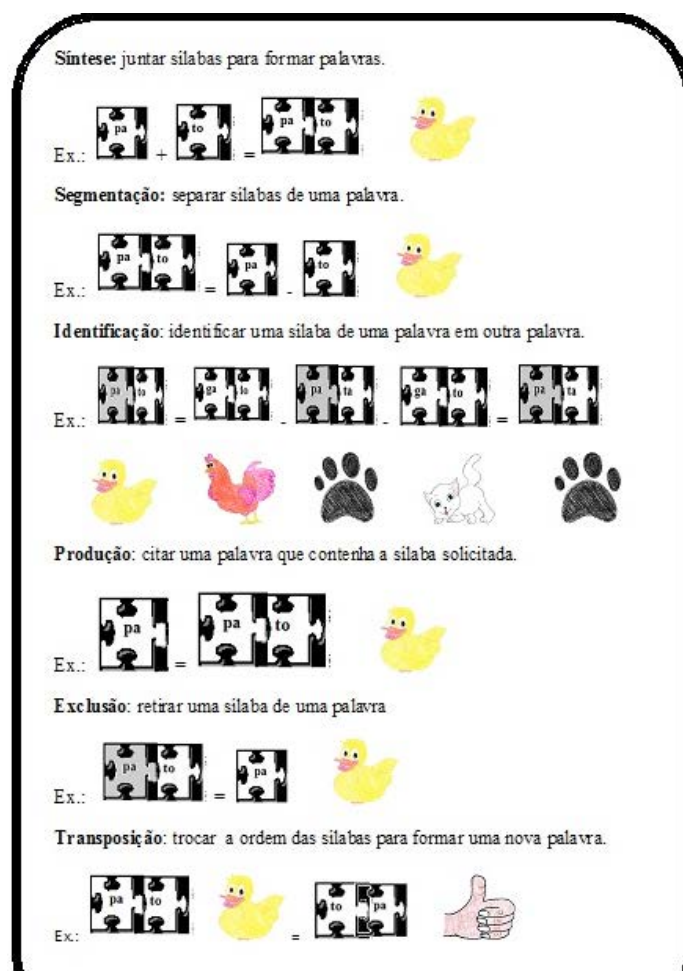 Síntese: juntar sílabas para formar palavras.
Ex.: pa + to = pa to
Segmentação: separar sílabas de uma palavra.
Ex.: pa to = pa - to
Identificação: identificar uma sílaba de uma palavra em outra palavra.
Ex.: pa to = ga lo - pa ta - ga to = pa ta
Produção: citar uma palavra que contenha a sílaba solicitada.
Ex.: pa = pa to
Exclusão: retirar uma sílaba de uma palavra
Ex.: pa to = pa
Transposição: trocar a ordem das sílabas para formar uma nova palavra.
Ex.: pa to = to pa